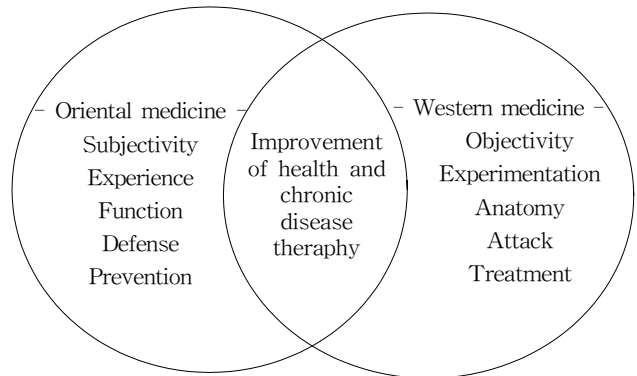 - Oriental medicine -
Subjectivity
Experience
Function
Defense
Prevention
Improvement
of health and
chronic
disease
theraphy
- Western medicine -
Objectivity
Experimentation
Anatomy
Attack
Treatment